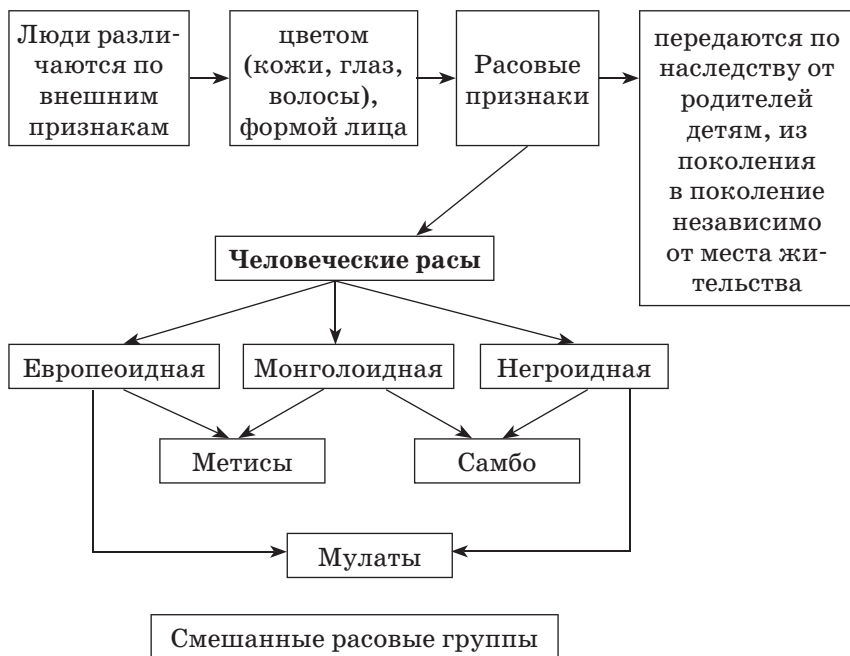 Люди разли-
чаются по
внешним
признакам
цветом
(кожи, глаз,
волосы),
формой лица
Расовые
признаки
передаются по
наследству от
родителей
детям, из
поколения
в поколение
независимо
от места жи-
тельства
Человеческие расы
Европеоидная
Монголоидная
Негроидная
Метисы
Самбо
Мулаты
Смешанные расовые группы